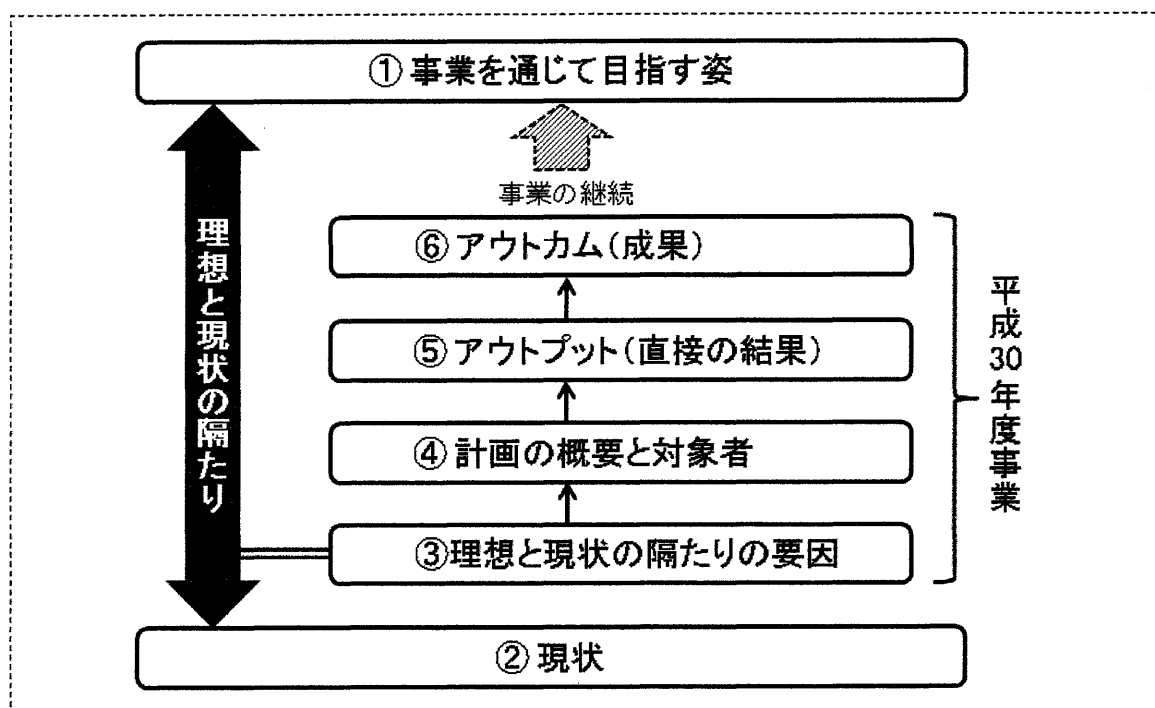 ①事業を通じて目指す姿
事業の継続
理想と現状の隔たり
⑥アウトカム(成果)
⑤アウトプット(直接の結果)
④計画の概要と対象者
③理想と現状の隔たりの要因
平成30年度事業
②現状